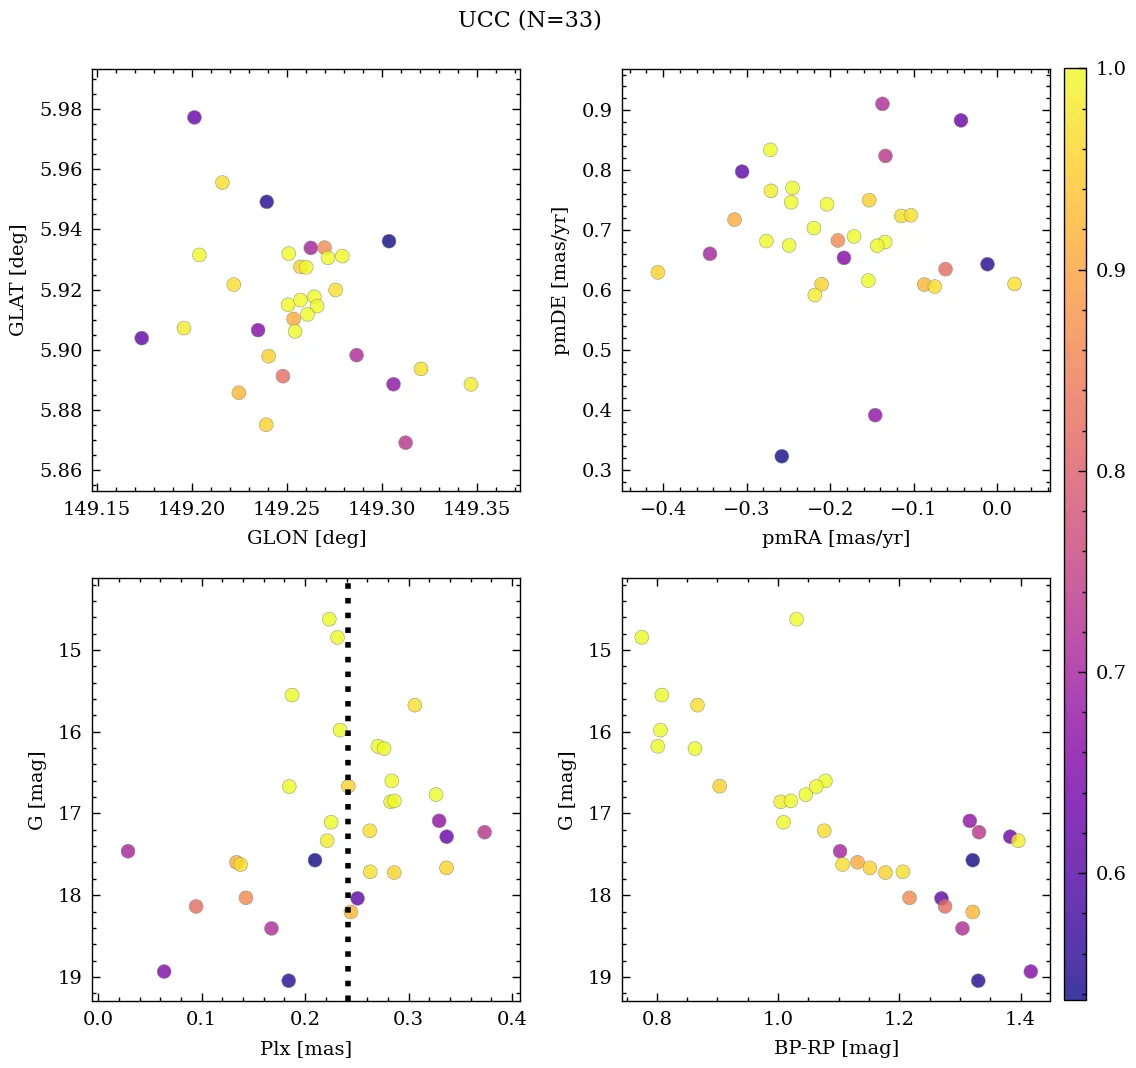 UCC (N=33)
5.98
5.96
5.94
5.92
5.90
5.88
5.86
GLAT [deg]
149.15 149.20 149.25 149.30 149.35
GLON [deg]
0.9
0.8
0.7
0.6
0.5
0.4
0.3
pmDE [mas/yr]
−0.4 −0.3 −0.2 −0.1 0.0
pmRA [mas/yr]
1.0
0.9
0.8
0.7
0.6
15
16
17
18
19
G [mag]
0.0 0.1 0.2 0.3 0.4
Plx [mas]
15
16
17
18
19
G [mag]
0.8 1.0 1.2 1.4
BP-RP [mag]